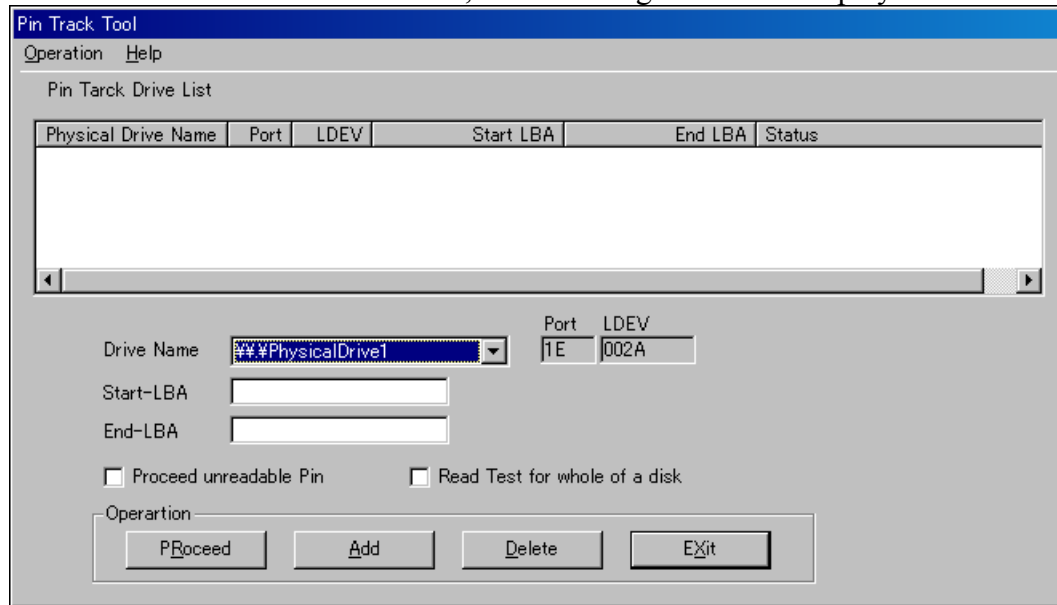 Pin Track Tool
Operation Help
Pin Tarck Drive List
Physical Drive Name Port LDEV Start LBA End LBA Status
Port LDEV
Drive Name ¥¥.¥PhysicalDrive1 1E 002A
Start-LBA
End-LBA
Proceed unreadable Pin Read Test for whole of a disk
Operartion
PRoceed Add Delete EXit